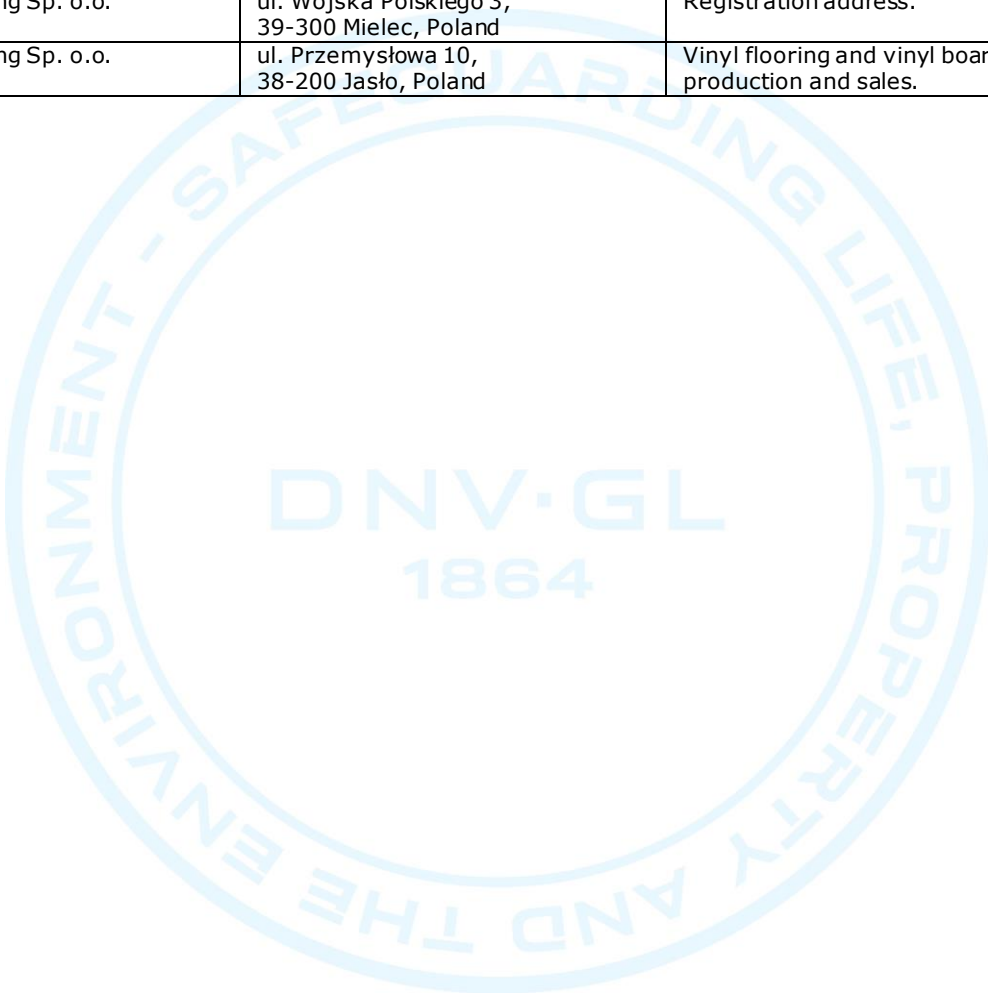 ng Sp. o.o.
ul. Wojska Polskiego 3,
39-300 Mielec, Poland
Registration address.
ng Sp. o.o.
ul. Przemysłowa 10,
38-200 Jasło, Poland
Vinyl flooring and vinyl boar
production and sales.
SAFEGUARDING LIFE, PROPERTY AND THE ENVIRONMENT -
DNV·GL
1864